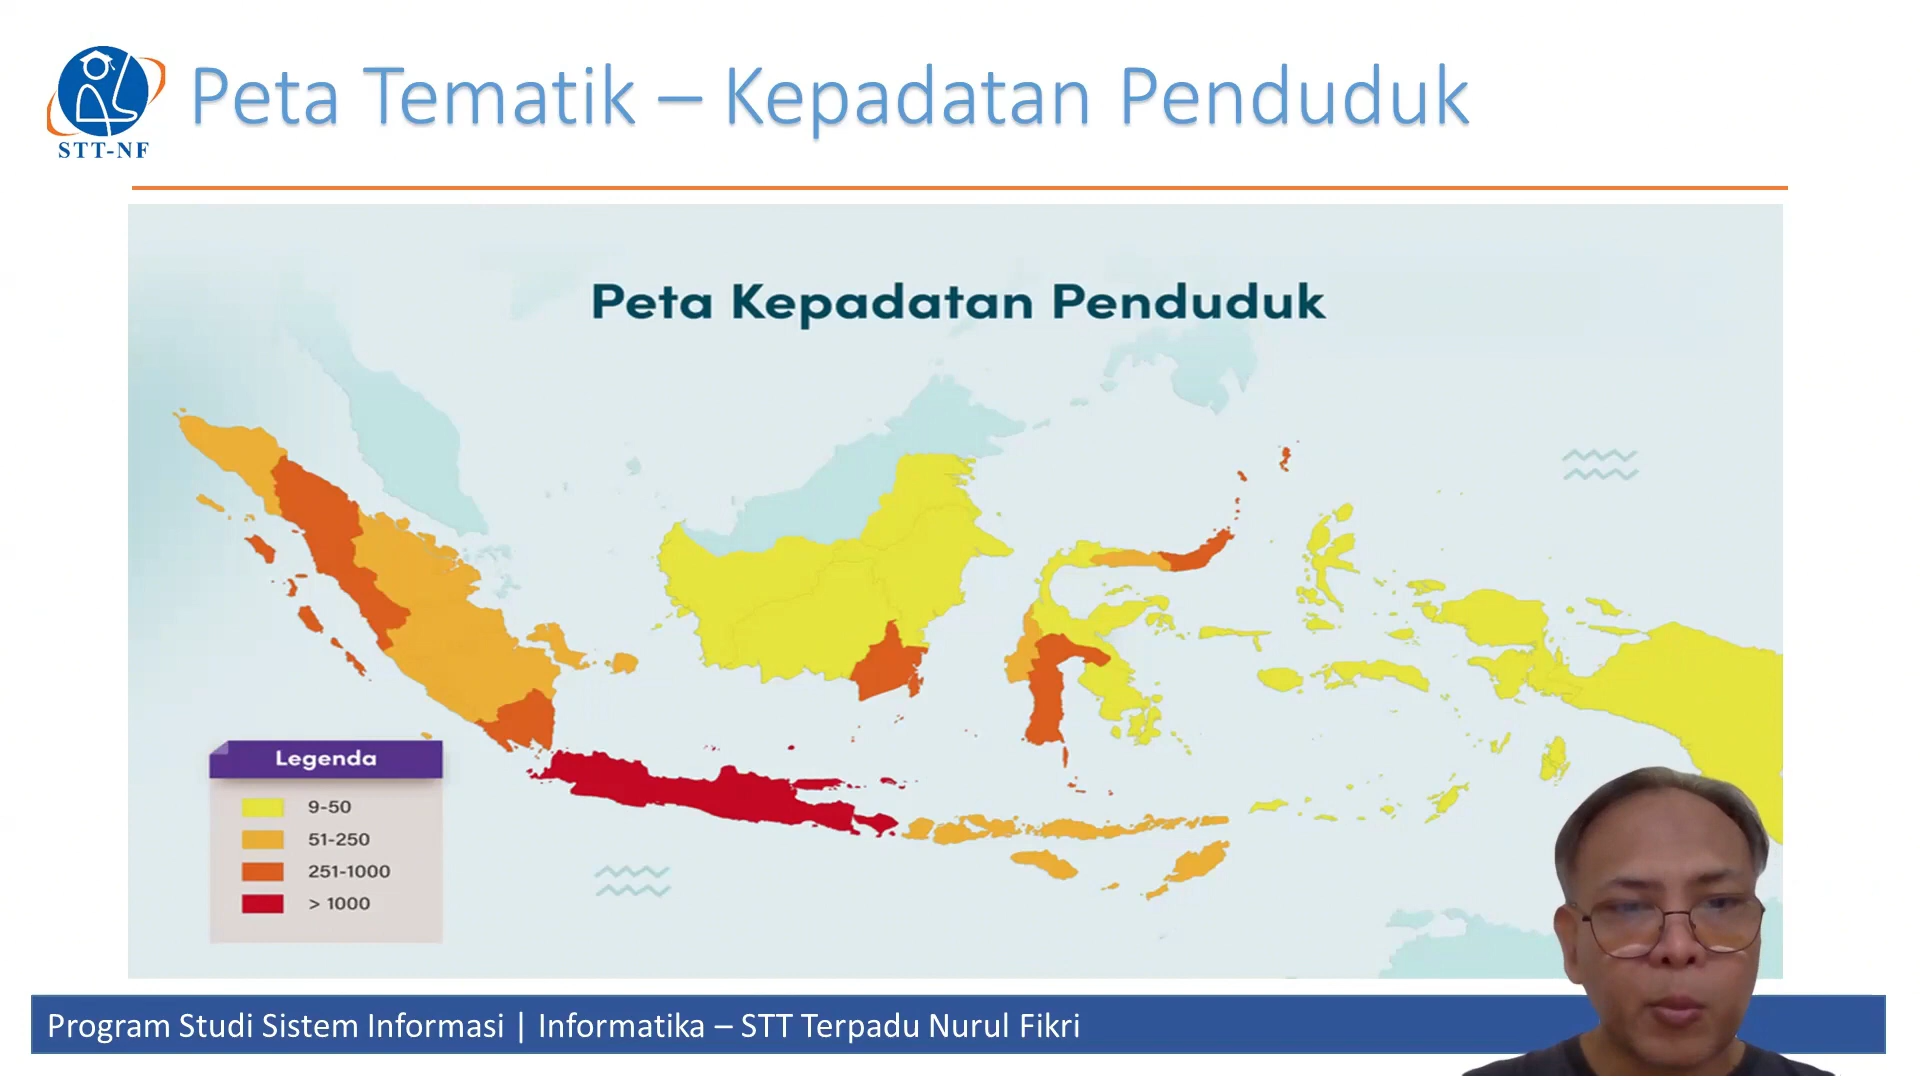 STT-NF
Peta Tematik – Kepadatan Penduduk
Peta Kepadatan Penduduk
Legenda
9-50
51-250
251-1000
> 1000
Program Studi Sistem Informasi | Informatika – STT Terpadu Nurul Fikri